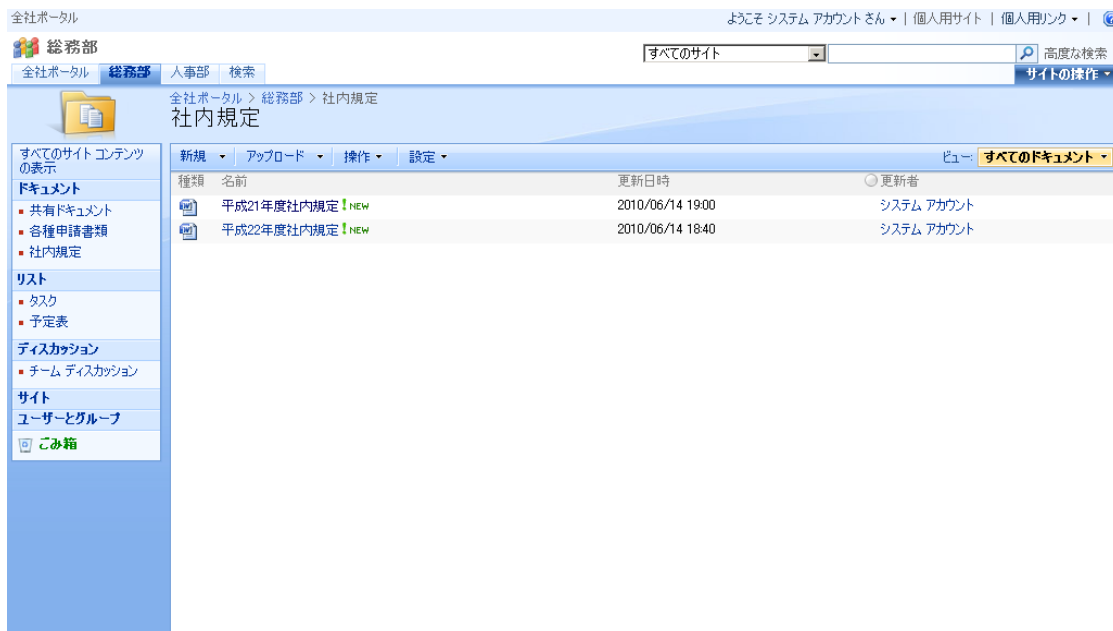 全社ポータル
ようこそ システム アカウント さん ▾ | 個人用サイト | 個人用リンク ▾ |
総務部
すべてのサイト
高度な検索
全社ポータル 総務部 人事部 検索
サイトの操作 ▾
全社ポータル > 総務部 > 社内規定
社内規定
すべてのサイト コンテンツ
の表示
新規 ▾ アップロード ▾ 操作 ▾ 設定 ▾
ビュー: すべてのドキュメント ▾
ドキュメント
種類 名前 更新日時 更新者
共有ドキュメント
平成21年度社内規定 ! NEW 2010/06/14 19:00 システム アカウント
各種申請書類
平成22年度社内規定 ! NEW 2010/06/14 18:40 システム アカウント
社内規定
リスト
タスク
予定表
ディスカッション
チーム ディスカッション
サイト
ユーザーとグループ
ごみ箱